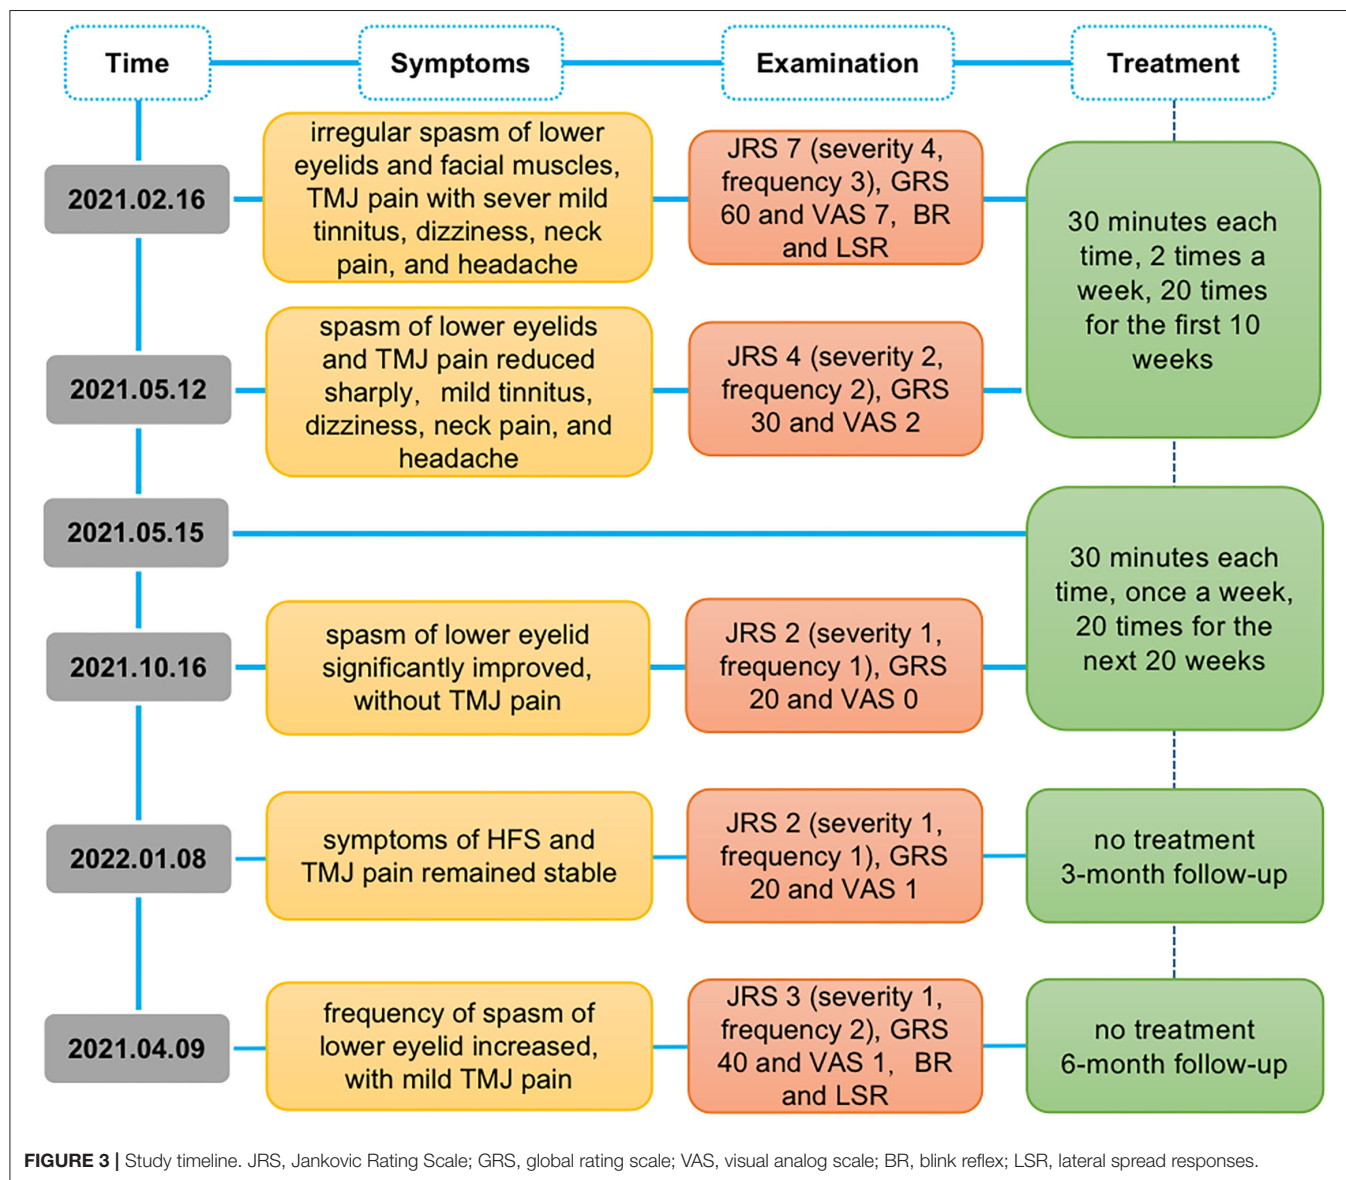 Time
Symptoms
Examination
Treatment
2021.02.16
irregular spasm of lower
eyelids and facial muscles,
TMJ pain with sever mild
tinnitus, dizziness, neck
pain, and headache
JRS 7 (severity 4,
frequency 3), GRS
60 and VAS 7, BR
and LSR
30 minutes each
time, 2 times a
week, 20 times
for the first 10
weeks
2021.05.12
spasm of lower eyelids
and TMJ pain reduced
sharply, mild tinnitus,
dizziness, neck pain, and
headache
JRS 4 (severity 2,
frequency 2), GRS
30 and VAS 2
2021.05.15
30 minutes each
time, once a week,
20 times for the
next 20 weeks
2021.10.16
spasm of lower eyelid
significantly improved,
without TMJ pain
JRS 2 (severity 1,
frequency 1), GRS
20 and VAS 0
2022.01.08
symptoms of HFS and
TMJ pain remained stable
JRS 2 (severity 1,
frequency 1), GRS
20 and VAS 1
no treatment
3-month follow-up
2021.04.09
frequency of spasm of
lower eyelid increased,
with mild TMJ pain
JRS 3 (severity 1,
frequency 2), GRS
40 and VAS 1, BR
and LSR
no treatment
6-month follow-up
FIGURE 3 | Study timeline. JRS, Jankovic Rating Scale; GRS, global rating scale; VAS, visual analog scale; BR, blink reflex; LSR, lateral spread responses.